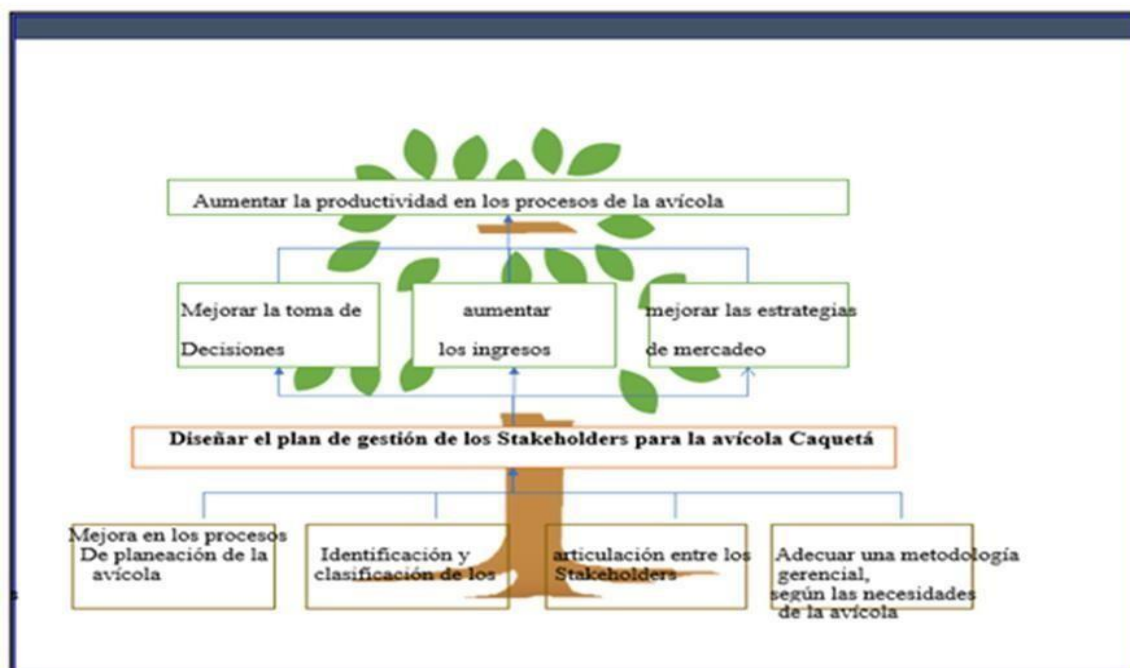 Aumentar la productividad en los procesos de la avícola
Mejorar la toma de
Decisiones
aumentar
los ingresos
mejorar las estrategias
de mercadeo
Diseñar el plan de gestión de los Stakeholders para la avícola Caquetá
Mejora en los procesos
De planeación de la
avícola
Identificación y
clasificación de los
articulación entre los
Stakeholders
Adecuar una metodología
gerencial,
según las necesidades
de la avícola
s